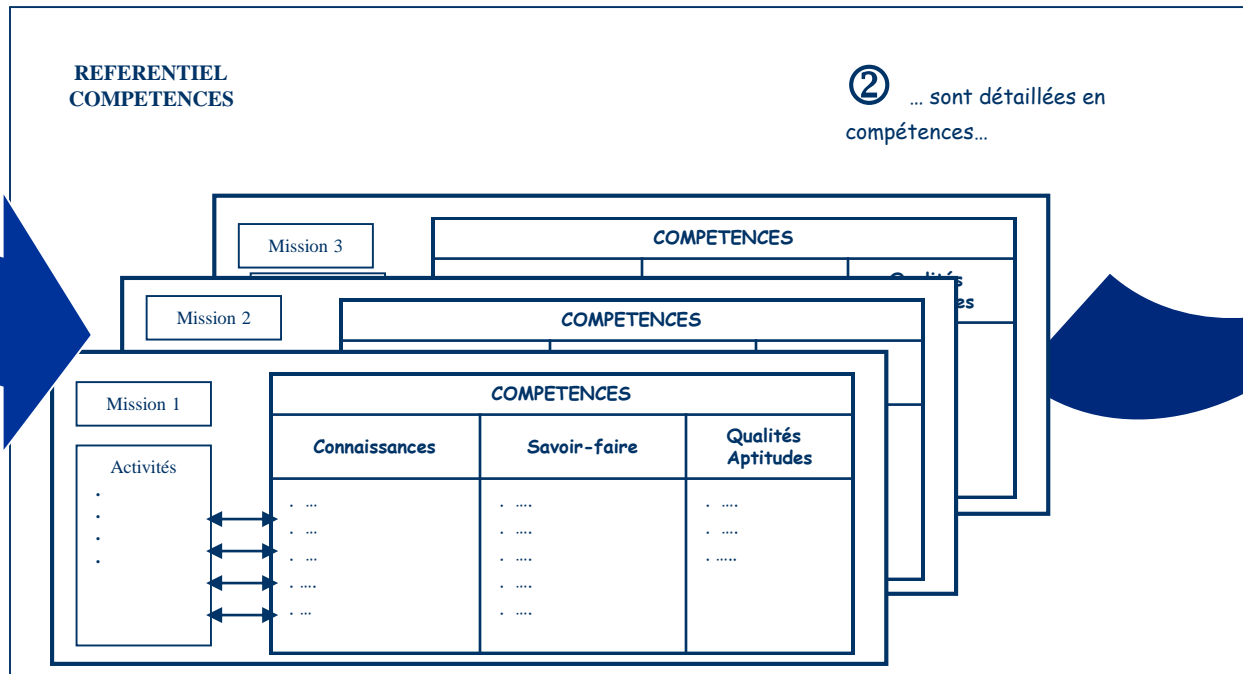 REFERENTIEL
COMPETENCES
② … sont détaillées en
compétences…
Mission 3
COMPETENCES
Mission 2
COMPETENCES
Mission 1
COMPETENCES
Connaissances
Savoir-faire
Qualités
Aptitudes
Activités
.
.
.
.
. …
. …
. …
. ….
. …
. ….
. ….
. ….
. ….
. ….
. ….
. ….
. …..